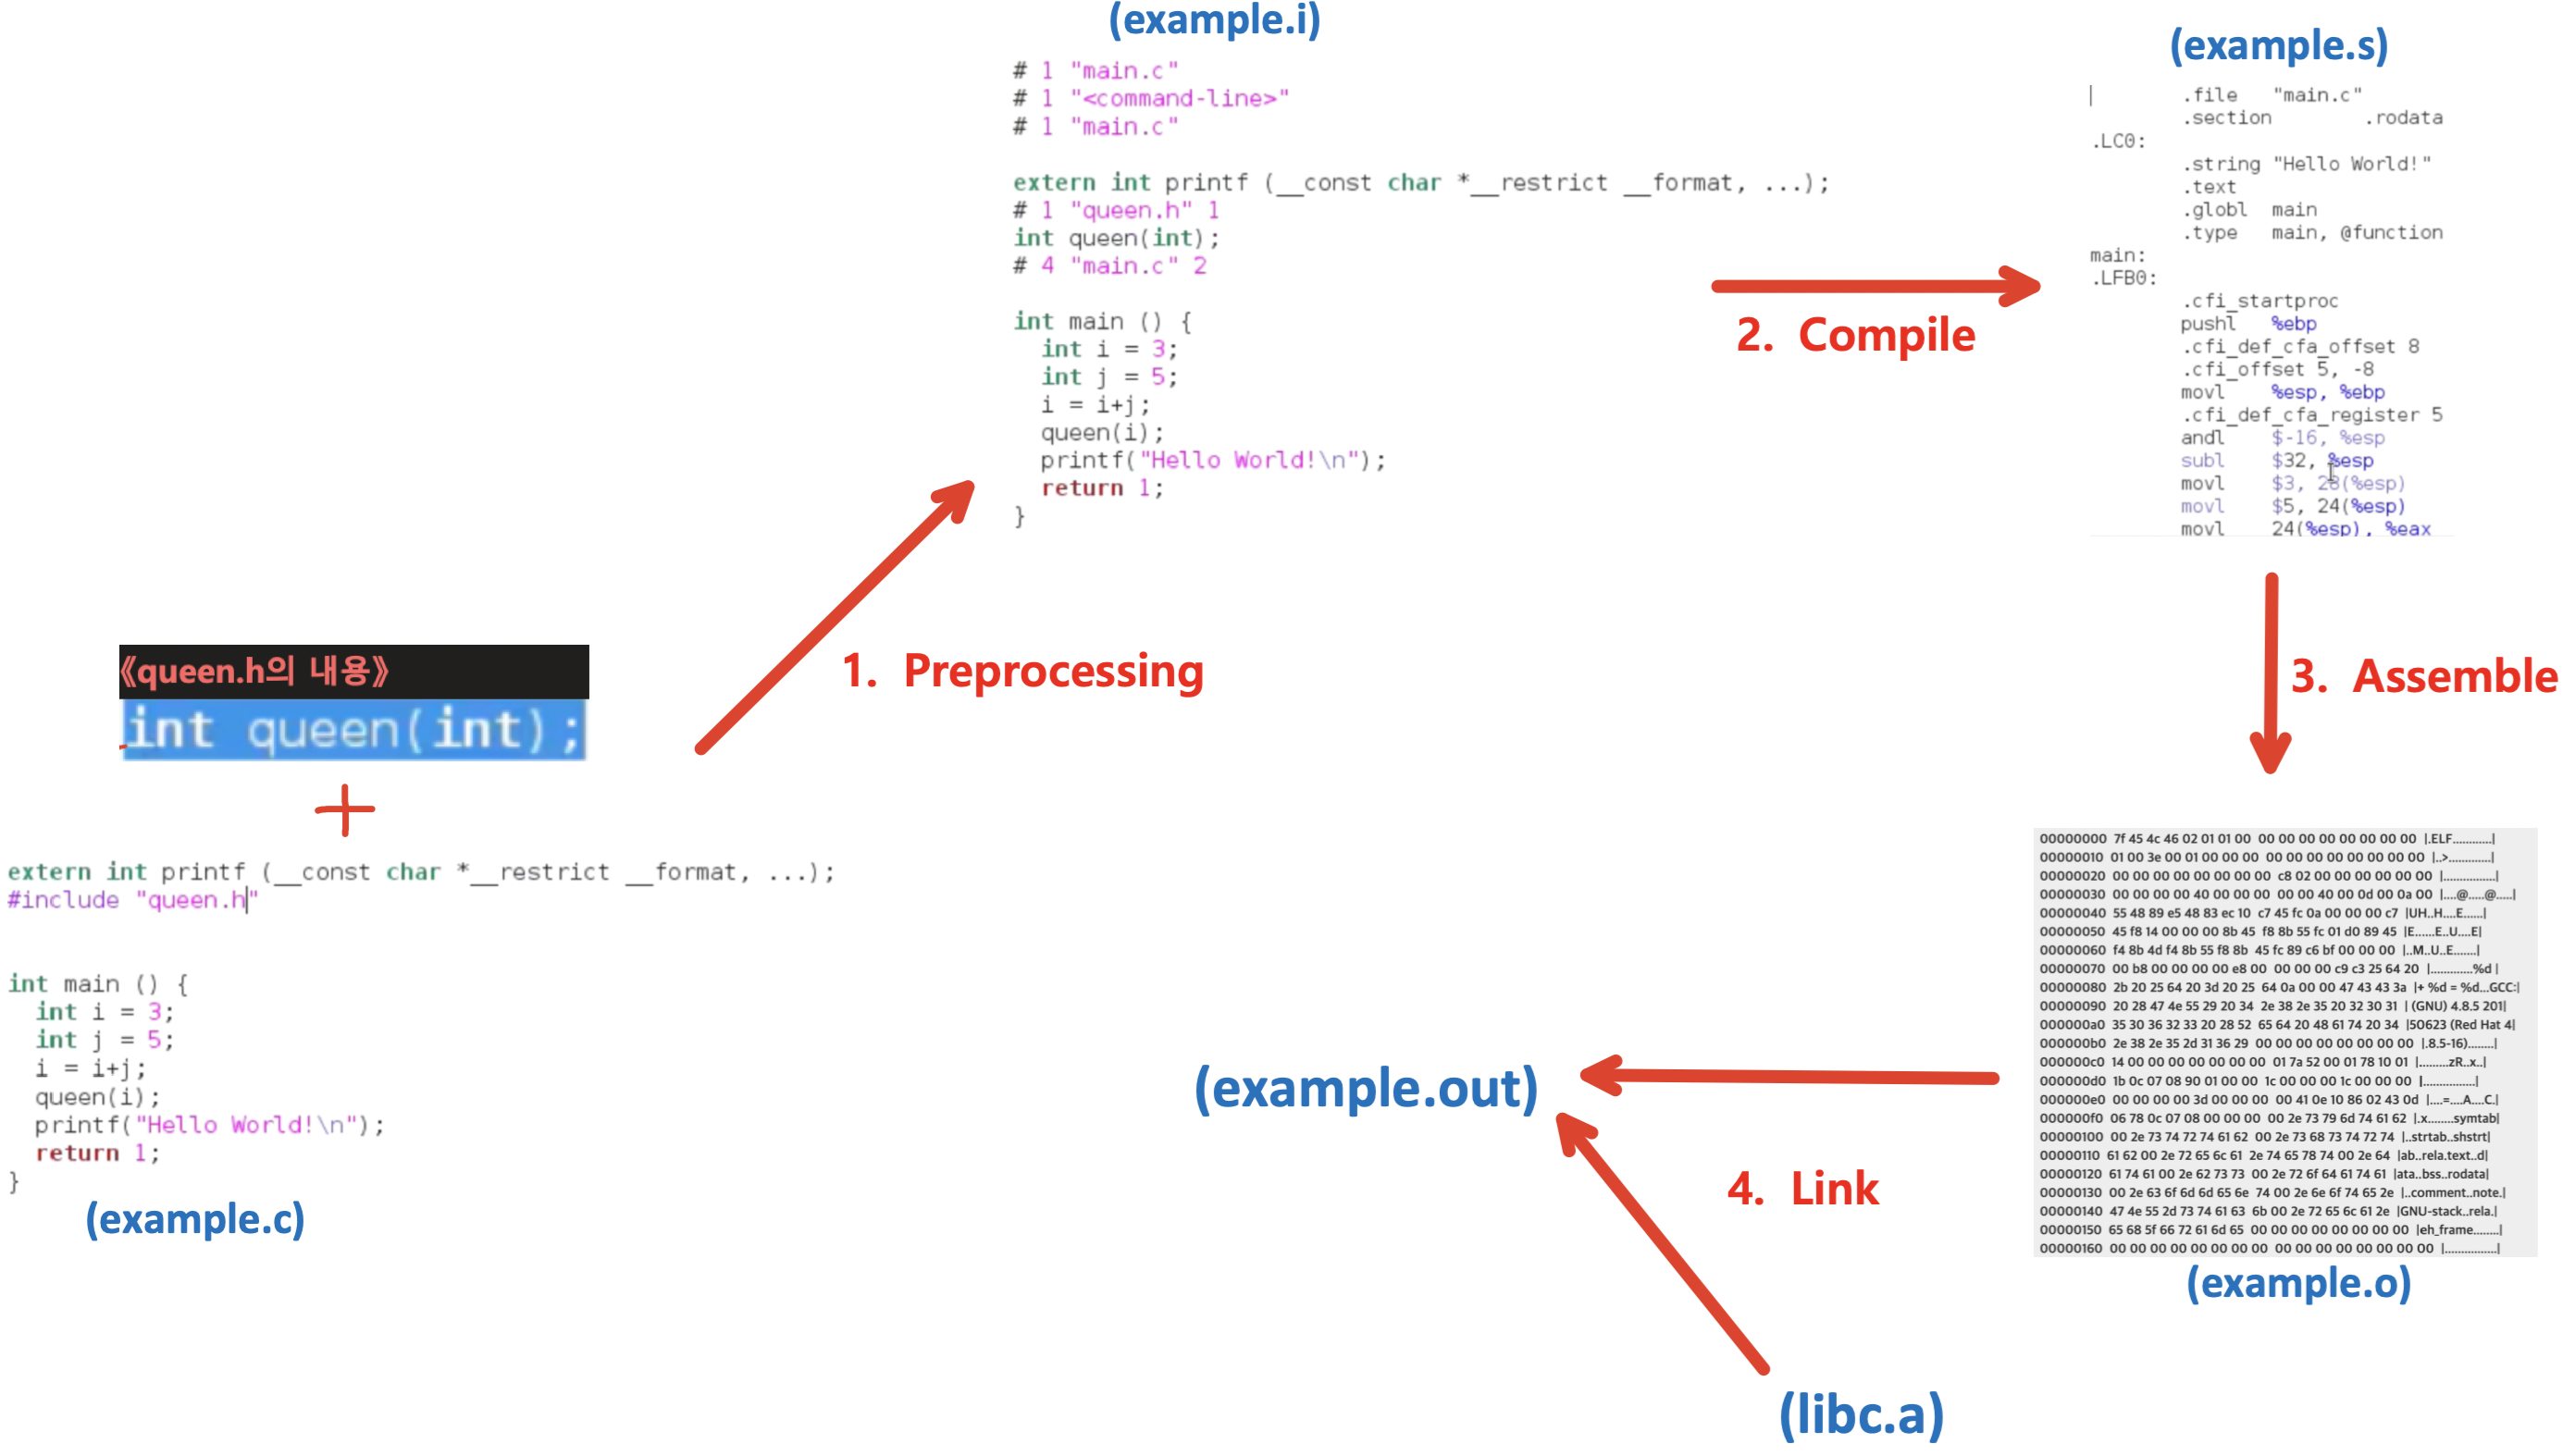 (example.i)
# 1 "main.c"
# 1 "<command-line>"
# 1 "main.c"
extern int printf (__const char *__restrict __format, ...);
# 1 "queen.h" 1
int queen(int);
# 4 "main.c" 2
int main () {
int i = 3;
int j = 5;
i = i+j;
queen(i);
printf("Hello World!\n");
return 1;
}
2. Compile
(example.s)
.file "main.c"
.section .rodata
.LC0:
.string "Hello World!"
.text
.globl main
.type main, @function
main:
.LFB0:
.cfi_startproc
pushl %ebp
.cfi_def_cfa_offset 8
.cfi_offset 5, -8
movl %esp, %ebp
.cfi_def_cfa_register 5
andl $-16, %esp
subl $32, %esp
movl $3, 28(%esp)
movl $5, 24(%esp)
movl 24(%esp), %eax
1. Preprocessing
3. Assemble
《queen.h의 내용》
int queen(int);
+
extern int printf (__const char *__restrict __format, ...);
#include "queen.h"
int main () {
int i = 3;
int j = 5;
i = i+j;
queen(i);
printf("Hello World!\n");
return 1;
}
(example.c)
00000000 7f 45 4c 46 02 01 01 00 00 00 00 00 00 00 00 00 |.ELF............|
00000010 01 00 3e 00 01 00 00 00 00 00 00 00 00 00 00 00 |..>.............|
00000020 00 00 00 00 00 00 00 00 c8 02 00 00 00 00 00 00 |................|
00000030 00 00 00 00 40 00 00 00 00 00 40 00 0d 00 0a 00 |....@.....@.....|
00000040 55 48 89 e5 48 83 ec 10 c7 45 fc 0a 00 00 00 c7 |UH..H....E......|
00000050 45 f8 14 00 00 00 8b 45 f8 8b 55 fc 01 d0 89 45 |E......E..U....E|
00000060 f4 8b 4d f4 8b 55 f8 8b 45 fc 89 c6 bf 00 00 00 |..M..U..E.......|
00000070 00 b8 00 00 00 00 e8 00 00 00 00 c9 c3 25 64 20 |.............%d |
00000080 2b 20 25 64 20 3d 20 25 64 0a 00 00 47 43 43 3a |+ %d = %d...GCC:|
00000090 20 28 47 4e 55 29 20 34 2e 38 2e 35 20 32 30 31 | (GNU) 4.8.5 201|
000000a0 35 30 36 32 33 20 28 52 65 64 20 48 61 74 20 34 |50623 (Red Hat 4|
000000b0 2e 38 2e 35 2d 31 36 29 00 00 00 00 00 00 00 00 |.8.5-16)........|
000000c0 14 00 00 00 00 00 00 00 01 7a 52 00 01 78 10 01 |.........zR..x..|
000000d0 1b 0c 07 08 90 01 00 00 1c 00 00 00 1c 00 00 00 |................|
000000e0 00 00 00 00 3d 00 00 00 00 41 0e 10 86 02 43 0d |....=....A....C.|
000000f0 06 78 0c 07 08 00 00 00 00 2e 73 79 6d 74 61 62 |.x........symtab|
00000100 00 2e 73 74 72 74 61 62 00 2e 73 68 73 74 72 74 |..strtab..shstrt|
00000110 61 62 00 2e 72 65 6c 61 2e 74 65 78 74 00 2e 64 |ab..rela.text..d|
00000120 61 74 61 00 2e 62 73 73 00 2e 72 6f 64 61 74 61 |ata..bss..rodata|
00000130 00 2e 63 6f 6d 6d 65 6e 74 00 2e 6e 6f 74 65 2e |..comment..note.|
00000140 47 4e 55 2d 73 74 61 63 6b 00 2e 72 65 6c 61 2e |GNU-stack..rela.|
00000150 65 68 5f 66 72 61 6d 65 00 00 00 00 00 00 00 00 |eh_frame........|
00000160 00 00 00 00 00 00 00 00 00 00 00 00 00 00 00 00 |................|
(example.o)
(example.out)
4. Link
(libc.a)